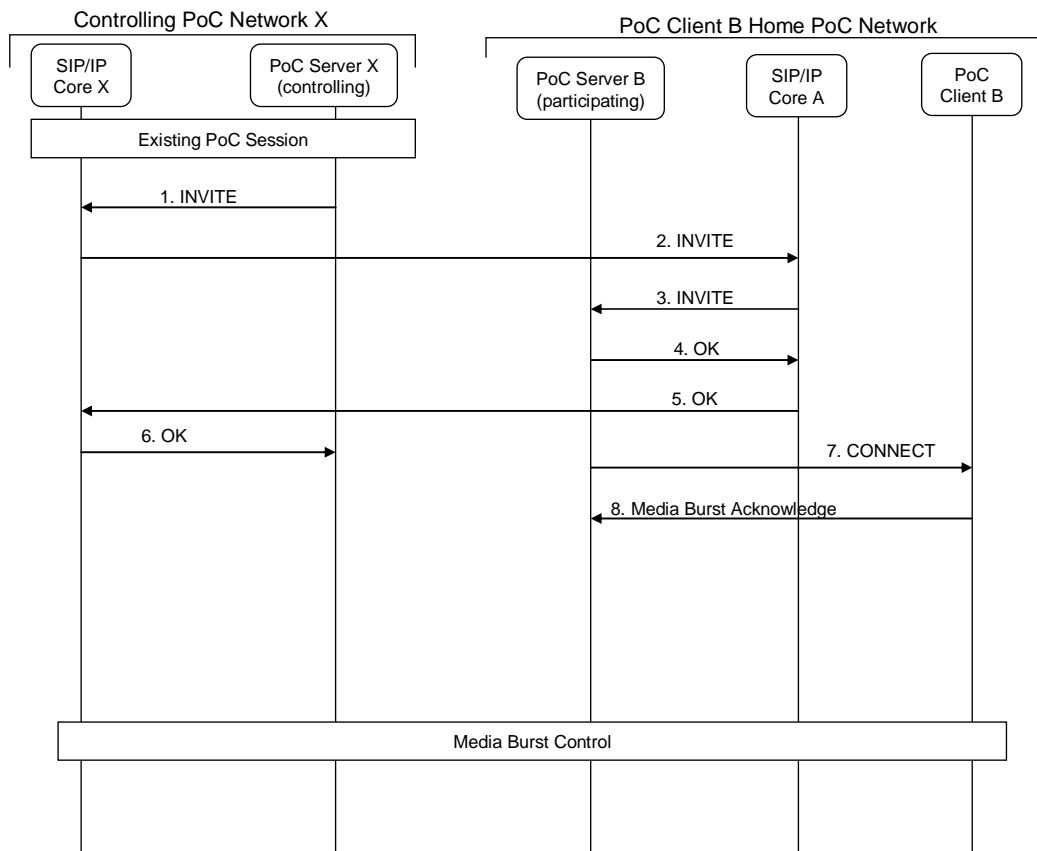 Controlling PoC Network X
PoC Client B Home PoC Network
SIP/IP
Core X
PoC Server X
(controlling)
PoC Server B
(participating)
SIP/IP
Core A
PoC
Client B
Existing PoC Session
1. INVITE
2. INVITE
3. INVITE
4. OK
5. OK
6. OK
7. CONNECT
8. Media Burst Acknowledge
Media Burst Control